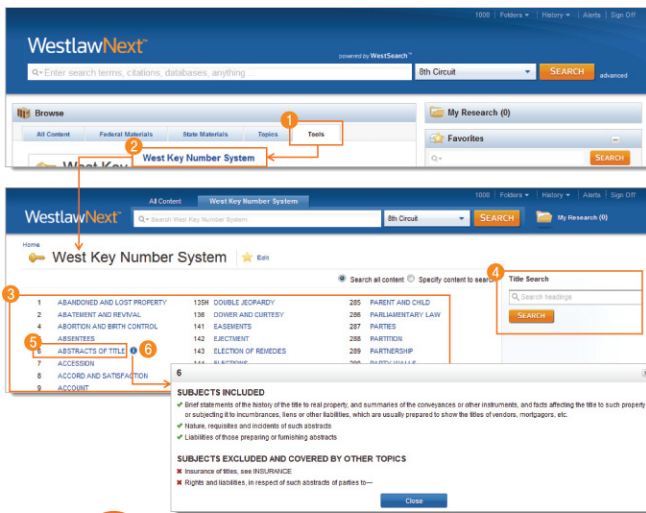 1000 | Folders | History | Alerts | Sign Off
WestlawNext™
powered by WestSearch™
Enter search terms, citations, databases, anything ...
8th Circuit
SEARCH
advanced
Browse
My Research (0)
1
All Content Federal Materials State Materials Topics Tools
Favorites
2
West Key Number System
West Key
SEARCH
All Content West Key Number System
1000 | Folders | History | Alerts | Sign Off
WestlawNext™
Search West Key Number System
8th Circuit
SEARCH
My Research (0)
Home
West Key Number System
Edit
Search all content Specify content to search
4
Title Search
Search headings
SEARCH
3
1 ABANDONED AND LOST PROPERTY 135H DOUBLE JEOPARDY 285 PARENT AND CHILD
2 ABATEMENT AND REVIVAL 136 DOWER AND CURTESY 286 PARLIAMENTARY LAW
4 ABORTION AND BIRTH CONTROL 141 EASEMENTS 287 PARTIES
5 ABSENTEES 142 EJECTMENT 288 PARTITION
6 ABSTRACTS OF TITLE 6 143 ELECTION OF REMEDIES 289 PARTNERSHIP
7 ACCESSION 144 ELECTIONS 290 PARTY WALLS
8 ACCORD AND SATISFACTION
9 ACCOUNT
6
SUBJECTS INCLUDED
Brief statements of the history of the title to real property, and summaries of the conveyances or other instruments, and facts affecting the title to such property
or subjecting it to incumbrances, liens or other liabilities, which are usually prepared to show the titles of vendors, mortgagors, etc.
Nature, requisites and incidents of such abstracts
Liabilities of those preparing or furnishing abstracts
SUBJECTS EXCLUDED AND COVERED BY OTHER TOPICS
Insurance of titles, see INSURANCE
Rights and liabilities, in respect of such abstracts of parties to—
Close